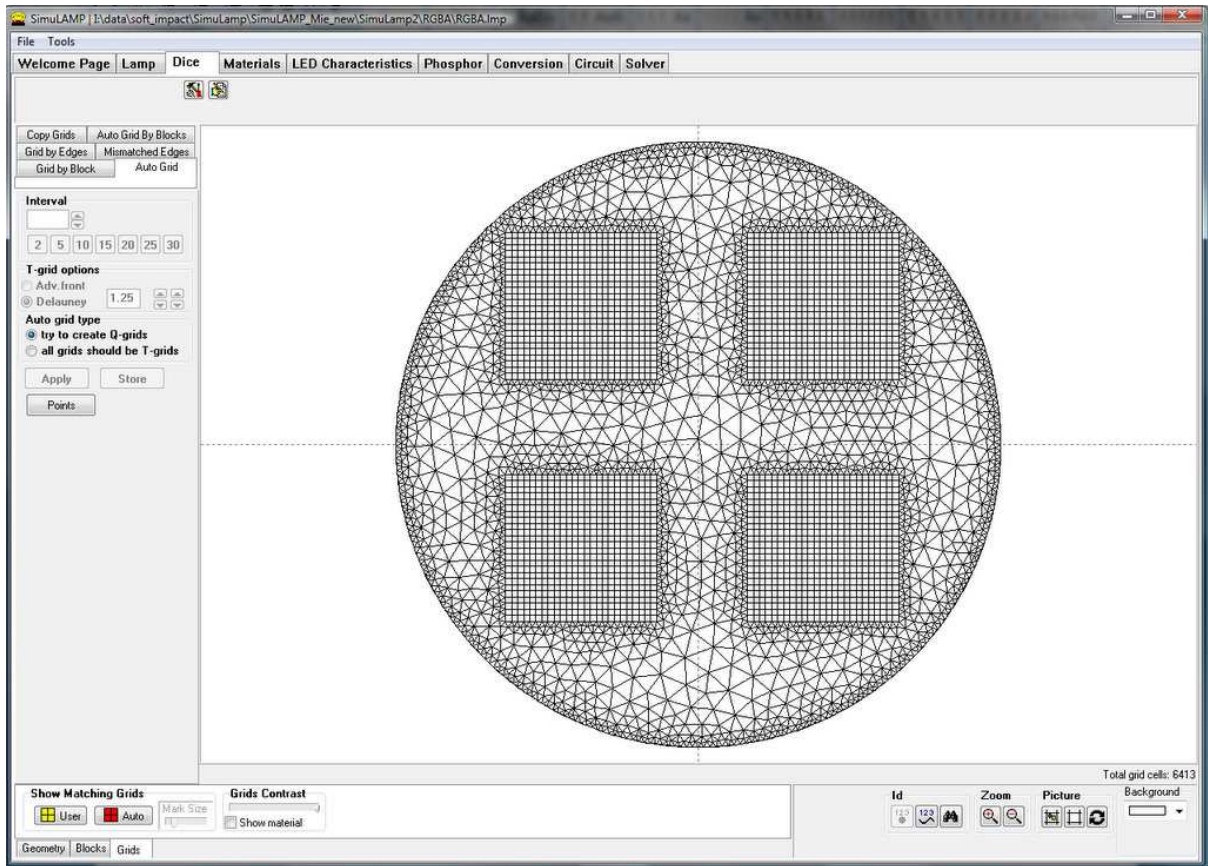 SimuLAMP | I:\data\soft_impact\SimuLamp\SimuLAMP_Mie_new\SimuLamp2\RGBA\RGBA.lmp
File Tools
Welcome Page Lamp Dice Materials LED Characteristics Phosphor Conversion Circuit Solver
Copy Grids Auto Grid By Blocks
Grid by Edges Mismatched Edges
Grid by Block Auto Grid
Interval
2 5 10 15 20 25 30
T-grid options
Adv.front
Delauney 1.25
Auto grid type
try to create Q-grids
all grids should be T-grids
Apply Store
Points
Total grid cells: 6413
Show Matching Grids Grids Contrast Id Zoom Picture Background
User Auto Mark Size 123 123
Show material
Geometry Blocks Grids